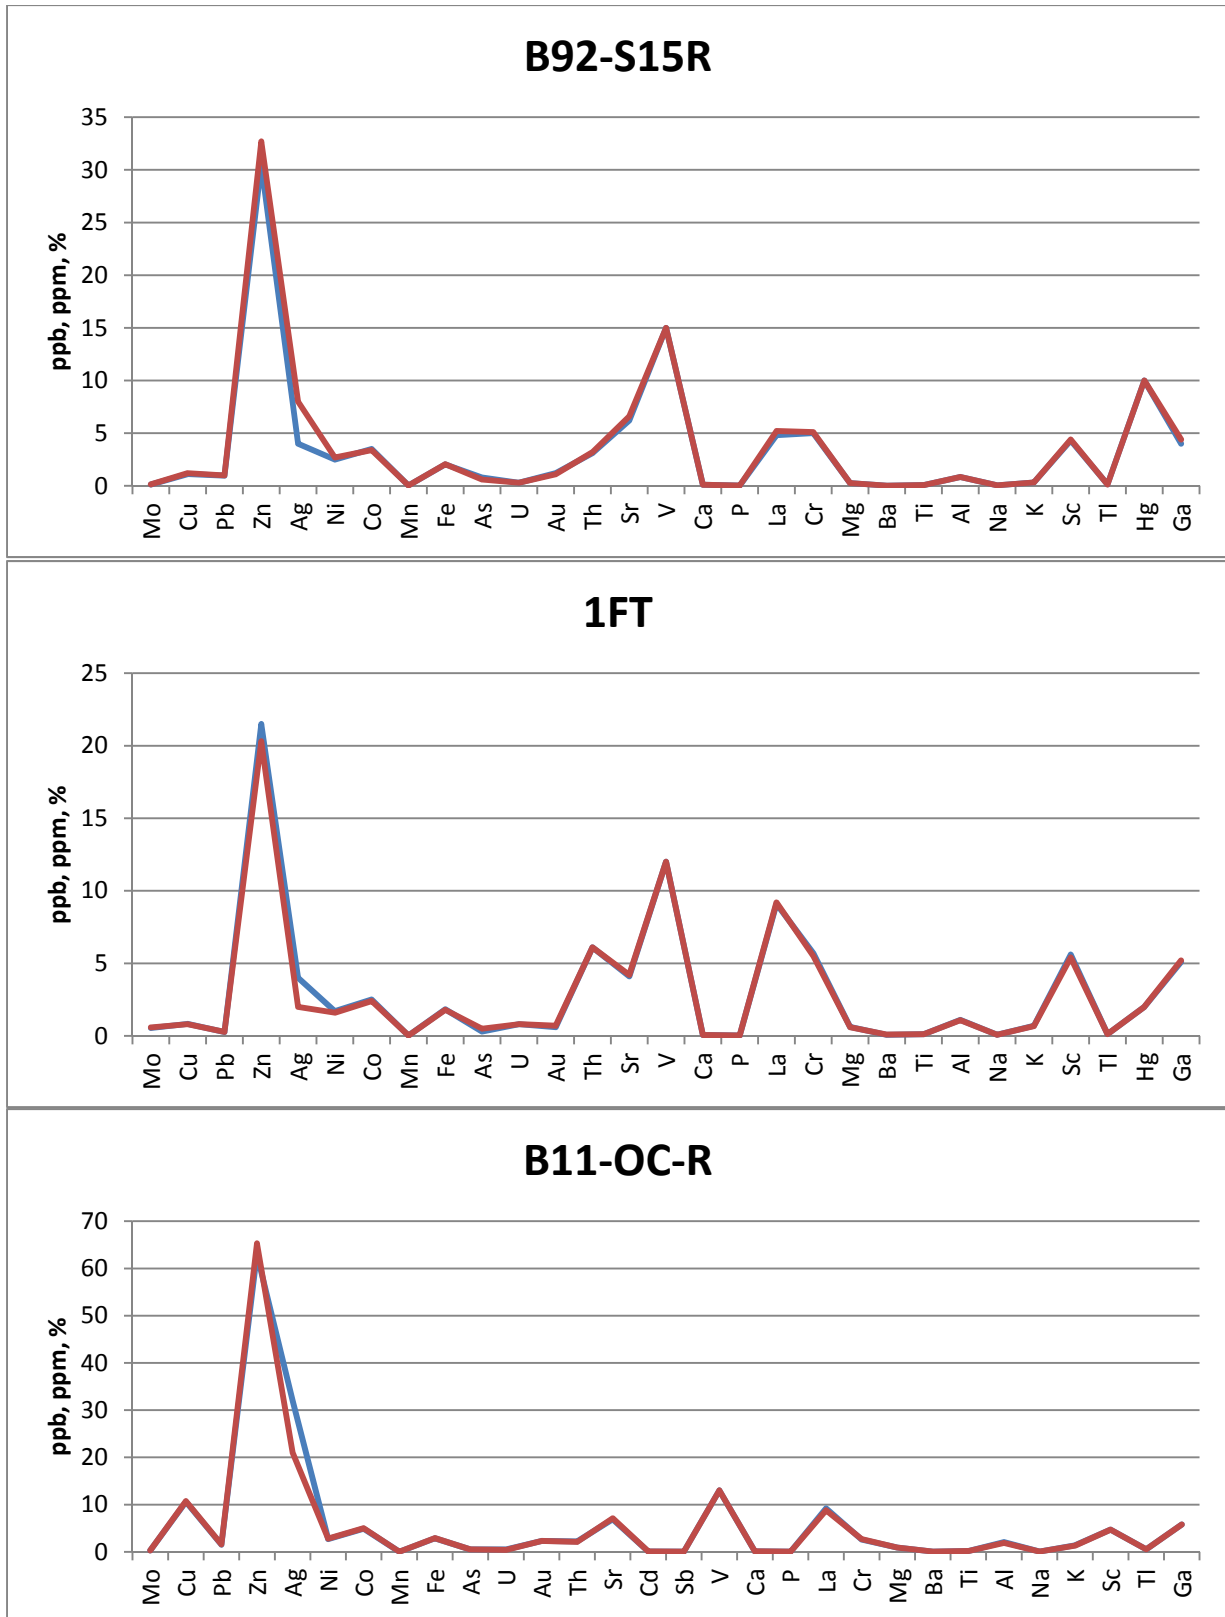 B92-S15R
35
30
25
20
15
10
5
0
ppb, ppm, %
Mo Cu Pb Zn Ag Ni Co Mn Fe As U Au Th Sr V Ca P La Cr Mg Ba Ti Al Na K Sc Tl Hg Ga
1FT
25
20
15
10
5
0
ppb, ppm, %
Mo Cu Pb Zn Ag Ni Co Mn Fe As U Au Th Sr V Ca P La Cr Mg Ba Ti Al Na K Sc Tl Hg Ga
B11-OC-R
70
60
50
40
30
20
10
0
ppb, ppm, %
Mo Cu Pb Zn Ag Ni Co Mn Fe As U Au Th Sr Cd Sb V Ca P La Cr Mg Ba Ti Al Na K Sc Tl Ga